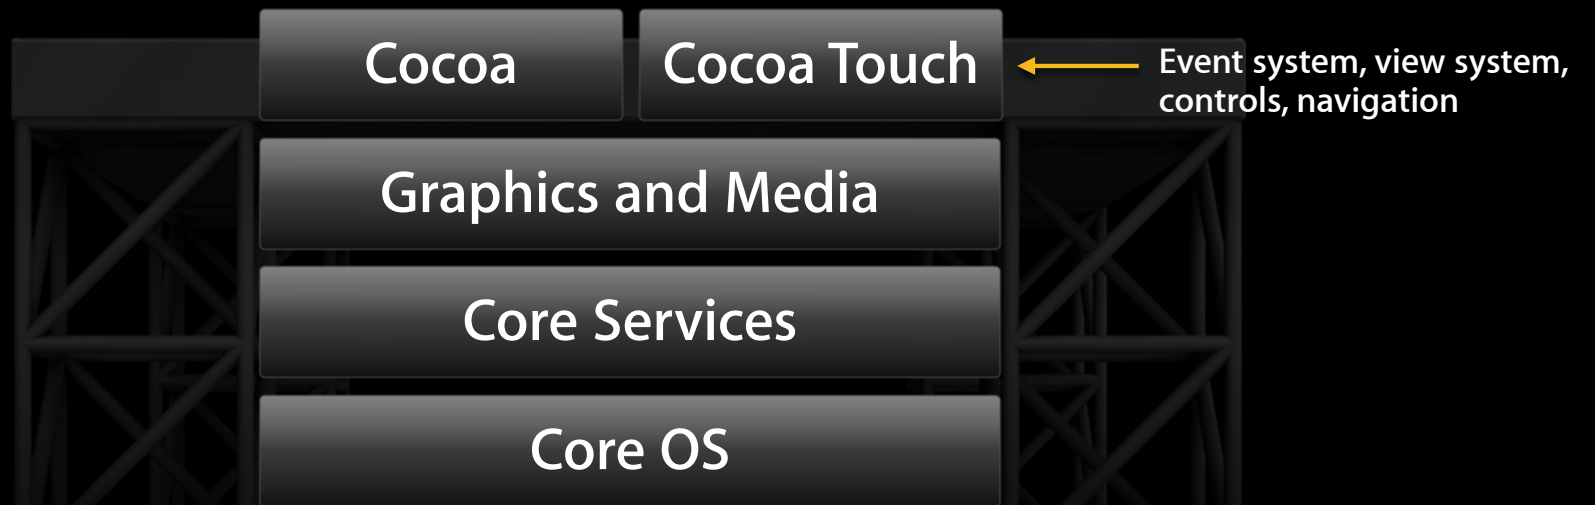 Cocoa
Cocoa Touch
Event system, view system,
controls, navigation
Graphics and Media
Core Services
Core OS